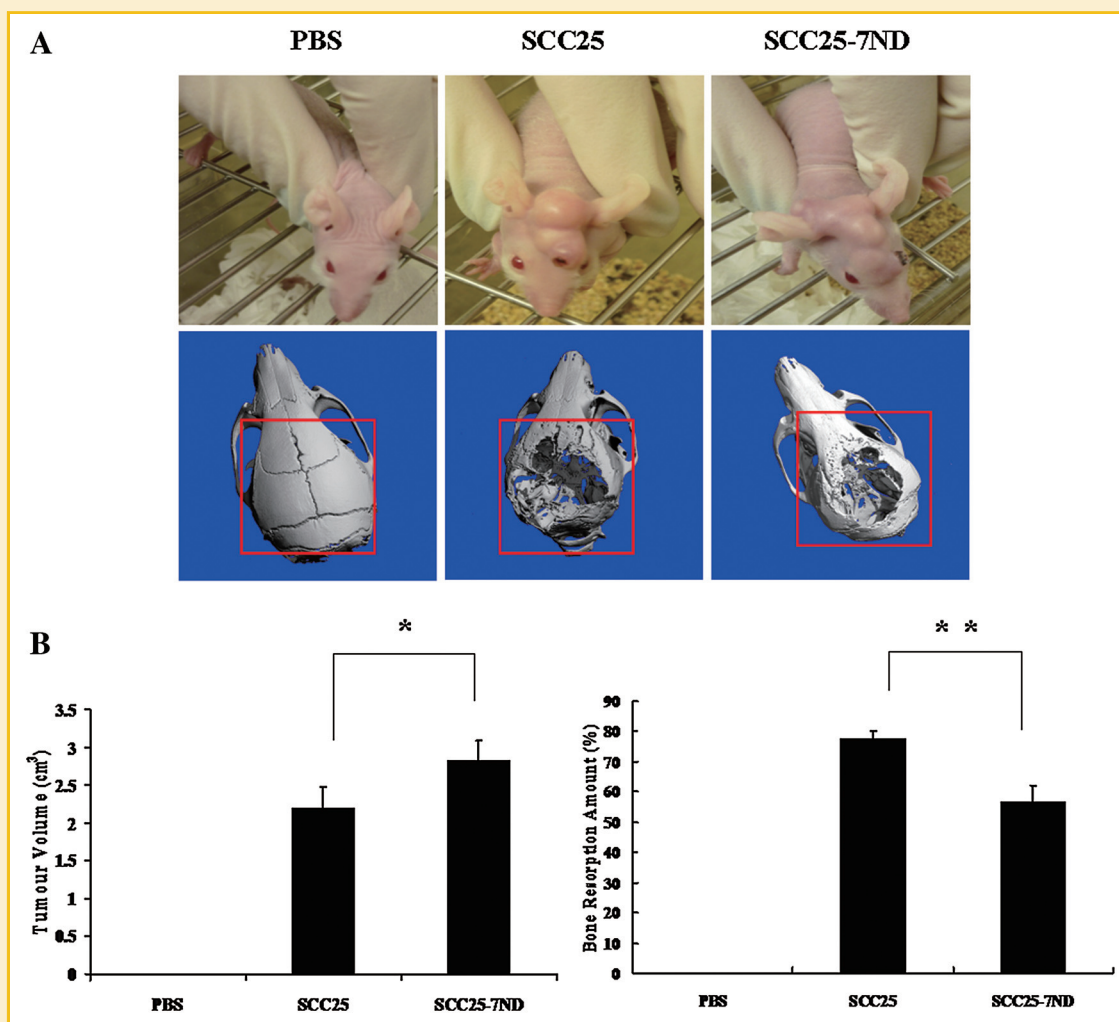 A
PBS SCC25 SCC25-7ND
B
*
Tumour Volume (cm³)
3.5
3
2.5
2
1.5
1
0.5
0
PBS SCC25 SCC25-7ND
* *
Bone Resorption Amount (%)
90
80
70
60
50
40
30
20
10
0
PBS SCC25 SCC25-7ND